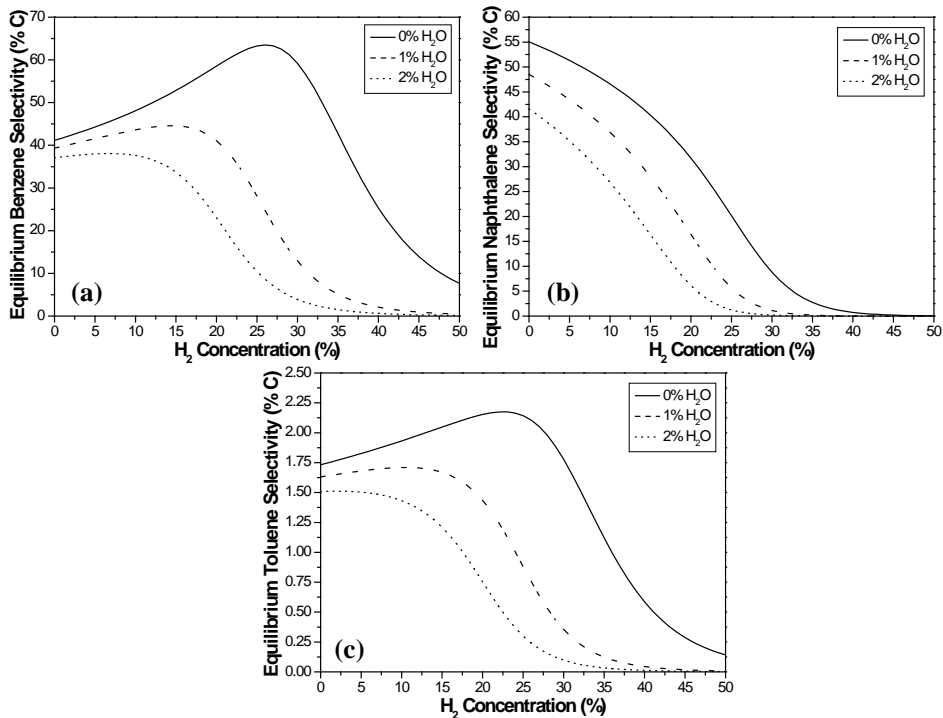 Equilibrium Benzene Selectivity (% C)
70
60
50
40
30
20
10
0
0% H₂O
1% H₂O
2% H₂O
(a)
0 5 10 15 20 25 30 35 40 45 50
H₂ Concentration (%)
Equilibrium Naphthalene Selectivity (% C)
60
55
50
45
40
35
30
25
20
15
10
5
0
0% H₂O
1% H₂O
2% H₂O
(b)
0 5 10 15 20 25 30 35 40 45 50
H₂ Concentration (%)
Equilibrium Toluene Selectivity (% C)
2.50
2.25
2.00
1.75
1.50
1.25
1.00
0.75
0.50
0.25
0.00
0% H₂O
1% H₂O
2% H₂O
(c)
0 5 10 15 20 25 30 35 40 45 50
H₂ Concentration (%)